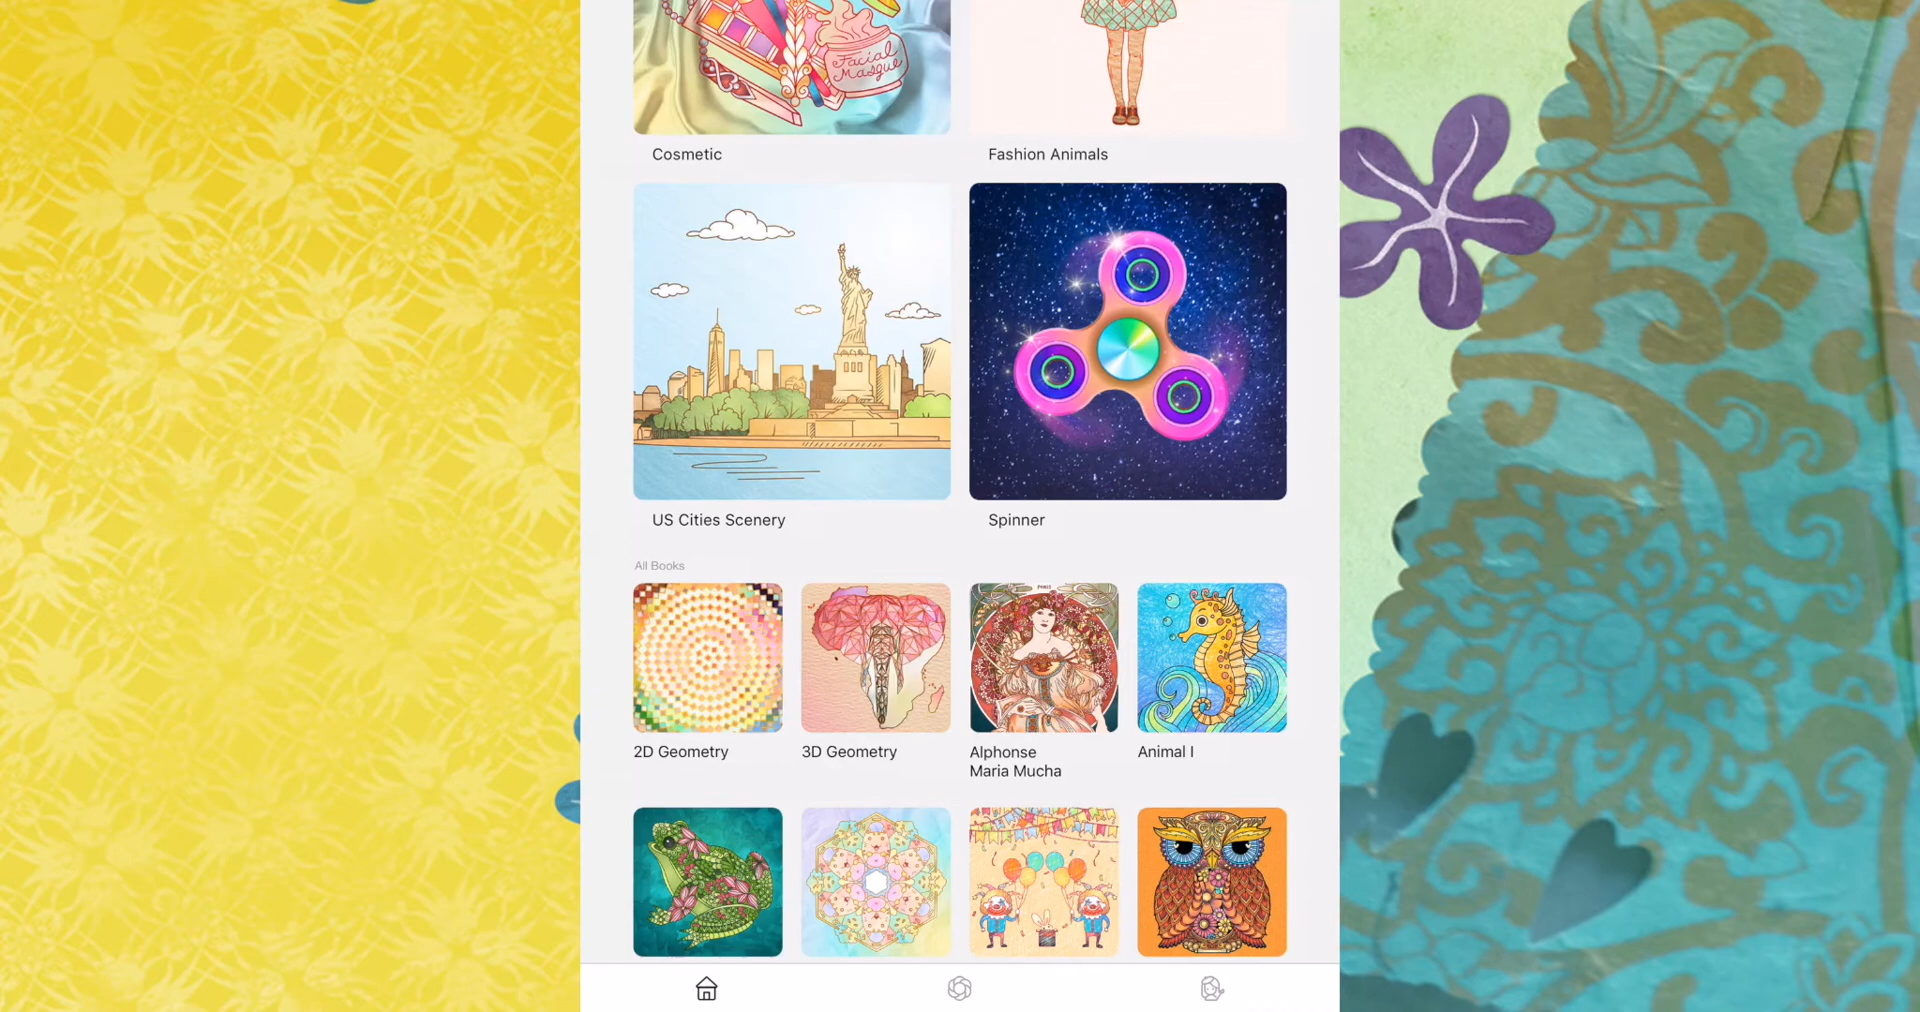 Facial
Masque
Cosmetic
Fashion Animals
US Cities Scenery
Spinner
All Books
PARIS
2D Geometry
3D Geometry
Alphonse
Maria Mucha
Animal I